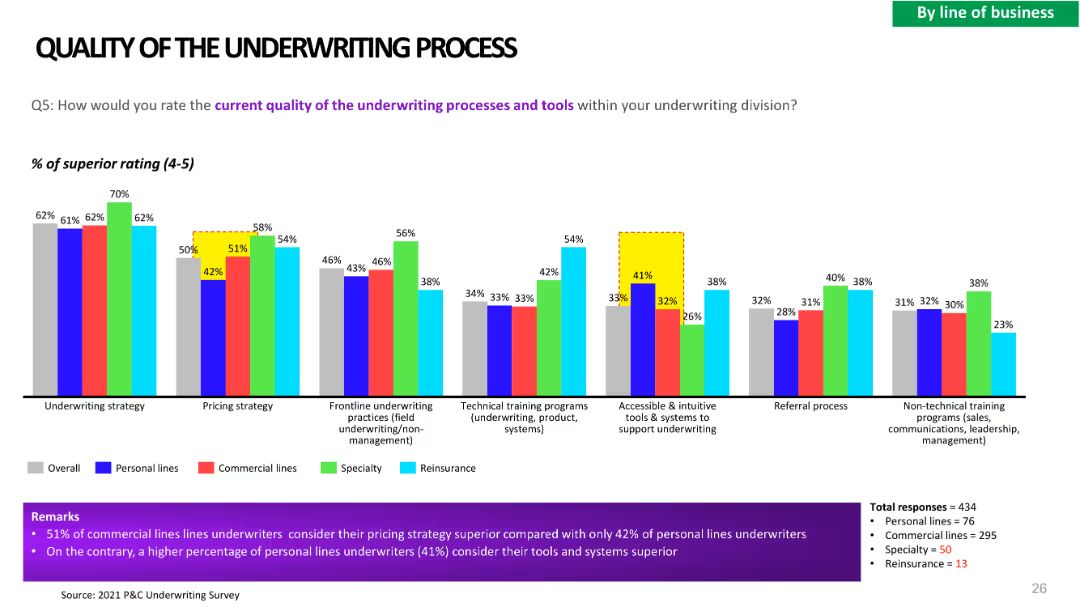 By line of business
QUALITY OF THE UNDERWRITING PROCESS
Q5: How would you rate the current quality of the underwriting processes and tools within your underwriting division?
% of superior rating (4-5)
62% 61% 62% 70% 62%
50% 42% 51% 58% 54%
46% 43% 46% 56% 38%
34% 33% 33% 42% 54%
33% 41% 32% 26% 38%
32% 28% 31% 40% 38%
31% 32% 30% 38% 23%
Underwriting strategy
Pricing strategy
Frontline underwriting
practices (field
underwriting/non-
management)
Technical training programs
(underwriting, product,
systems)
Accessible & intuitive
tools & systems to
support underwriting
Referral process
Non-technical training
programs (sales,
communications, leadership,
management)
Overall Personal lines Commercial lines Specialty Reinsurance
Remarks
• 51% of commercial lines lines underwriters consider their pricing strategy superior compared with only 42% of personal lines underwriters
• On the contrary, a higher percentage of personal lines underwriters (41%) consider their tools and systems superior
Total responses = 434
• Personal lines = 76
• Commercial lines = 295
• Specialty = 50
• Reinsurance = 13
Source: 2021 P&C Underwriting Survey
26